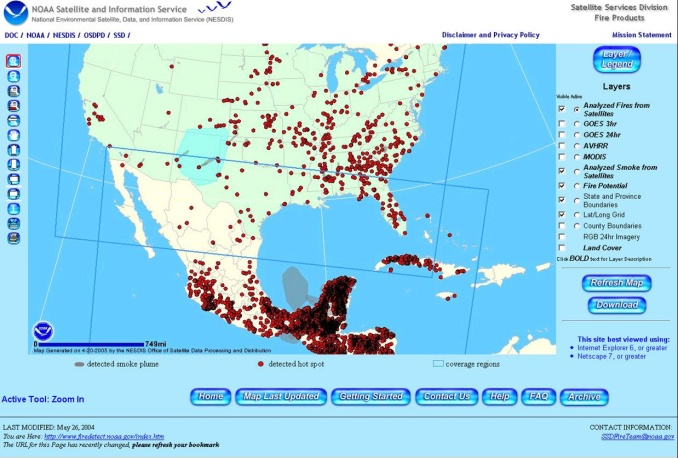 NOAA Satellite and Information Service
National Environmental Satellite, Data, and Information Service (NESDIS)
NESDIS
Satellite Services Division
Fire Products
DOC / NOAA / NESDIS / OSDPD / SSD /
Disclaimer and Privacy Policy
Mission Statement
Layer/
Legend
Layers
Visible Active
Analyzed Fires from
Satellites
GOES 3hr
GOES 24hr
AVHRR
MODIS
Analyzed Smoke from
Satellites
Fire Potential
State and Province
Boundaries
Lat/Long Grid
County Boundaries
RGB 24hr Imagery
Land Cover
Click BOLD text for Layer Description
Refresh Map
Download
This site best viewed using:
Internet Explorer 6, or greater
Netscape 7, or greater
0 749mi
Map Generated on 4-20-2005 by the NESDIS Office of Satellite Data Processing and Distribution
detected smoke plume
detected hot spot
coverage regions
Active Tool: Zoom In
Home
Map Last Updated
Getting Started
Contact Us
Help
FAQ
Archive
LAST MODIFIED: May 26, 2004
CONTACT INFORMATION:
You are Here: http://www.firedetect.noaa.gov/index.htm
SSDFireTeam@noaa.gov
The URL for this Page has recently changed, please refresh your bookmark